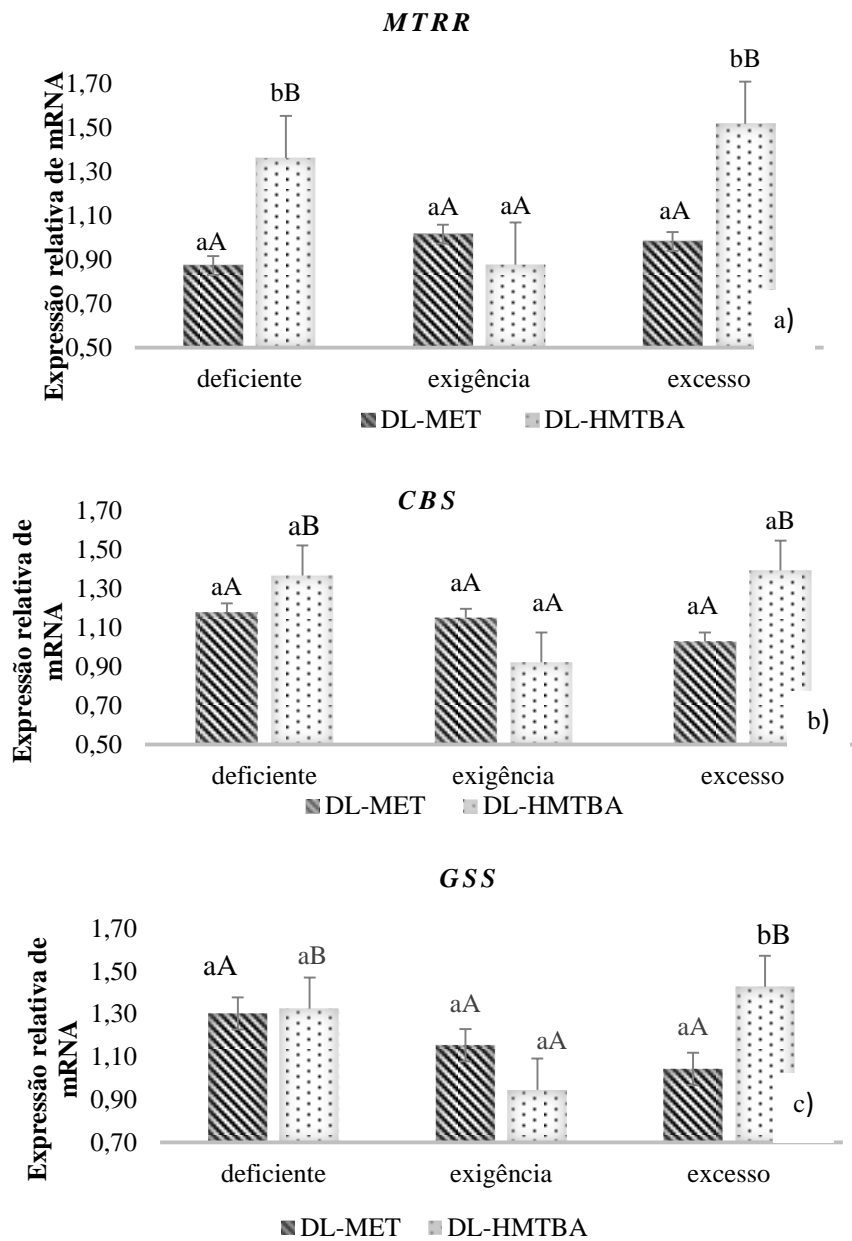 MTRR
Expressão relativa de mRNA
1,70
1,50
1,30
1,10
0,90
0,70
0,50
aA
bB
aA
aA
aA
bB
a)
deficiente exigência excesso
DL-MET DL-HMTBA
CBS
Expressão relativa de
mRNA
1,70
1,50
1,30
1,10
0,90
0,70
0,50
aA
aB
aA
aA
aA
aB
b)
deficiente exigência excesso
DL-MET DL-HMTBA
GSS
Expressão relativa de
mRNA
1,70
1,50
1,30
1,10
0,90
0,70
aA
aB
aA
aA
aA
bB
c)
deficiente exigência excesso
DL-MET DL-HMTBA